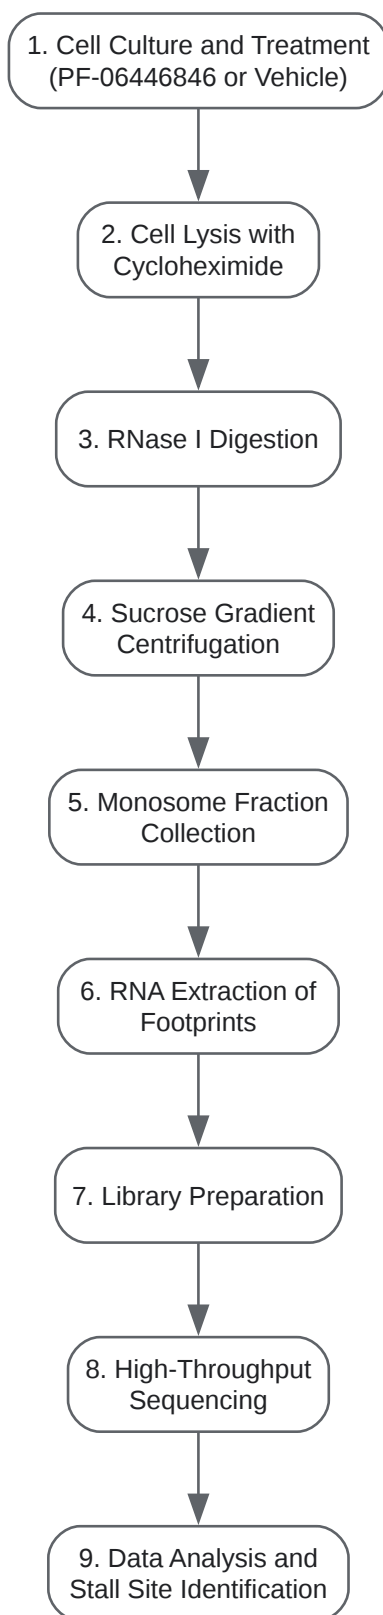 1. Cell Culture and Treatment
(PF-06446846 or Vehicle)
2. Cell Lysis with
Cycloheximide
3. RNase I Digestion
4. Sucrose Gradient
Centrifugation
5. Monosome Fraction
Collection
6. RNA Extraction of
Footprints
7. Library Preparation
8. High-Throughput
Sequencing
9. Data Analysis and
Stall Site Identification